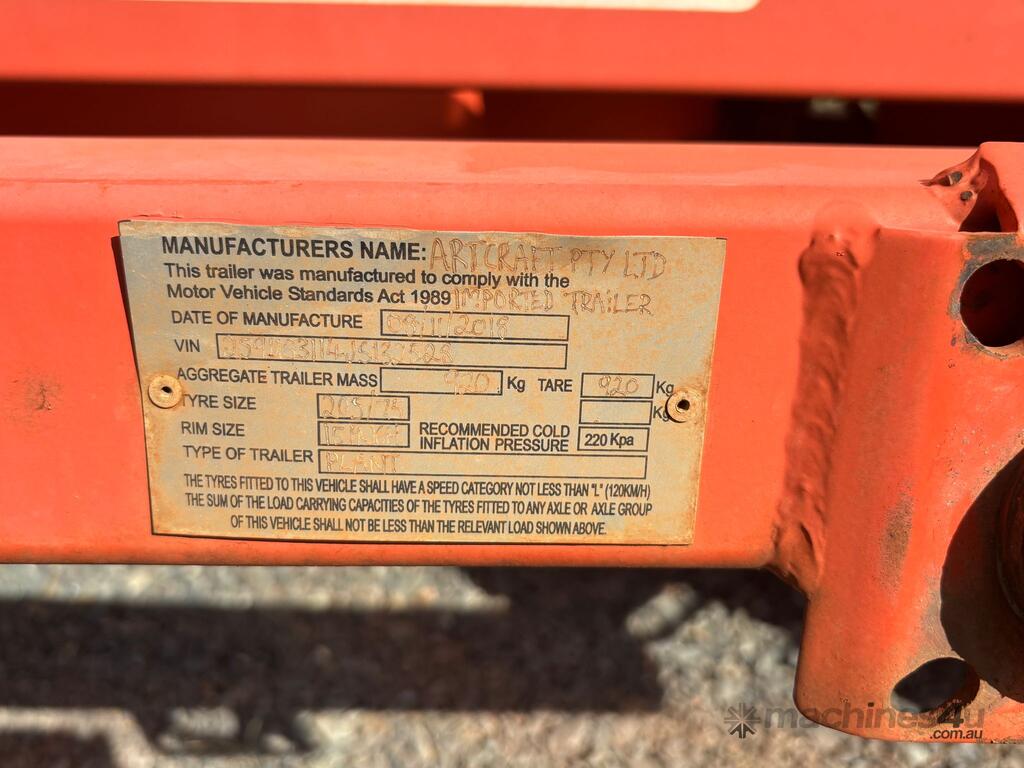 MANUFACTURERS NAME: ARTCRAFT PTY LTD
This trailer was manufactured to comply with the
Motor Vehicle Standards Act 1989 IMPORTED TRAILER
DATE OF MANUFACTURE
VIN
AGGREGATE TRAILER MASS 920 Kg TARE 920 Kg
TYRE SIZE 205/75 Kg
RIM SIZE RECOMMENDED COLD INFLATION PRESSURE 220 Kpa
TYPE OF TRAILER PLANT
THE TYRES FITTED TO THIS VEHICLE SHALL HAVE A SPEED CATEGORY NOT LESS THAN "L" (120KM/H)
THE SUM OF THE LOAD CARRYING CAPACITIES OF THE TYRES FITTED TO ANY AXLE OR AXLE GROUP
OF THIS VEHICLE SHALL NOT BE LESS THAN THE RELEVANT LOAD SHOWN ABOVE.
machines4u
.com.au